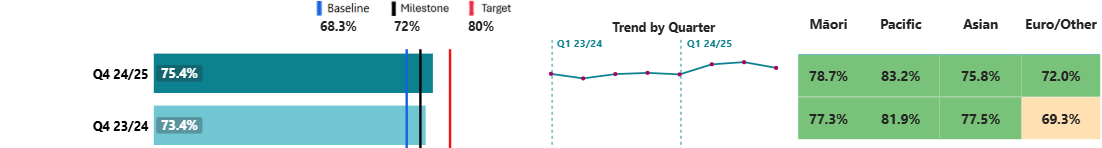 Baseline Milestone Target
68.3% 72% 80%
Trend by Quarter
Māori Pacific Asian Euro/Other
Q1 23/24 Q1 24/25
Q4 24/25 75.4% 78.7% 83.2% 75.8% 72.0%
Q4 23/24 73.4% 77.3% 81.9% 77.5% 69.3%